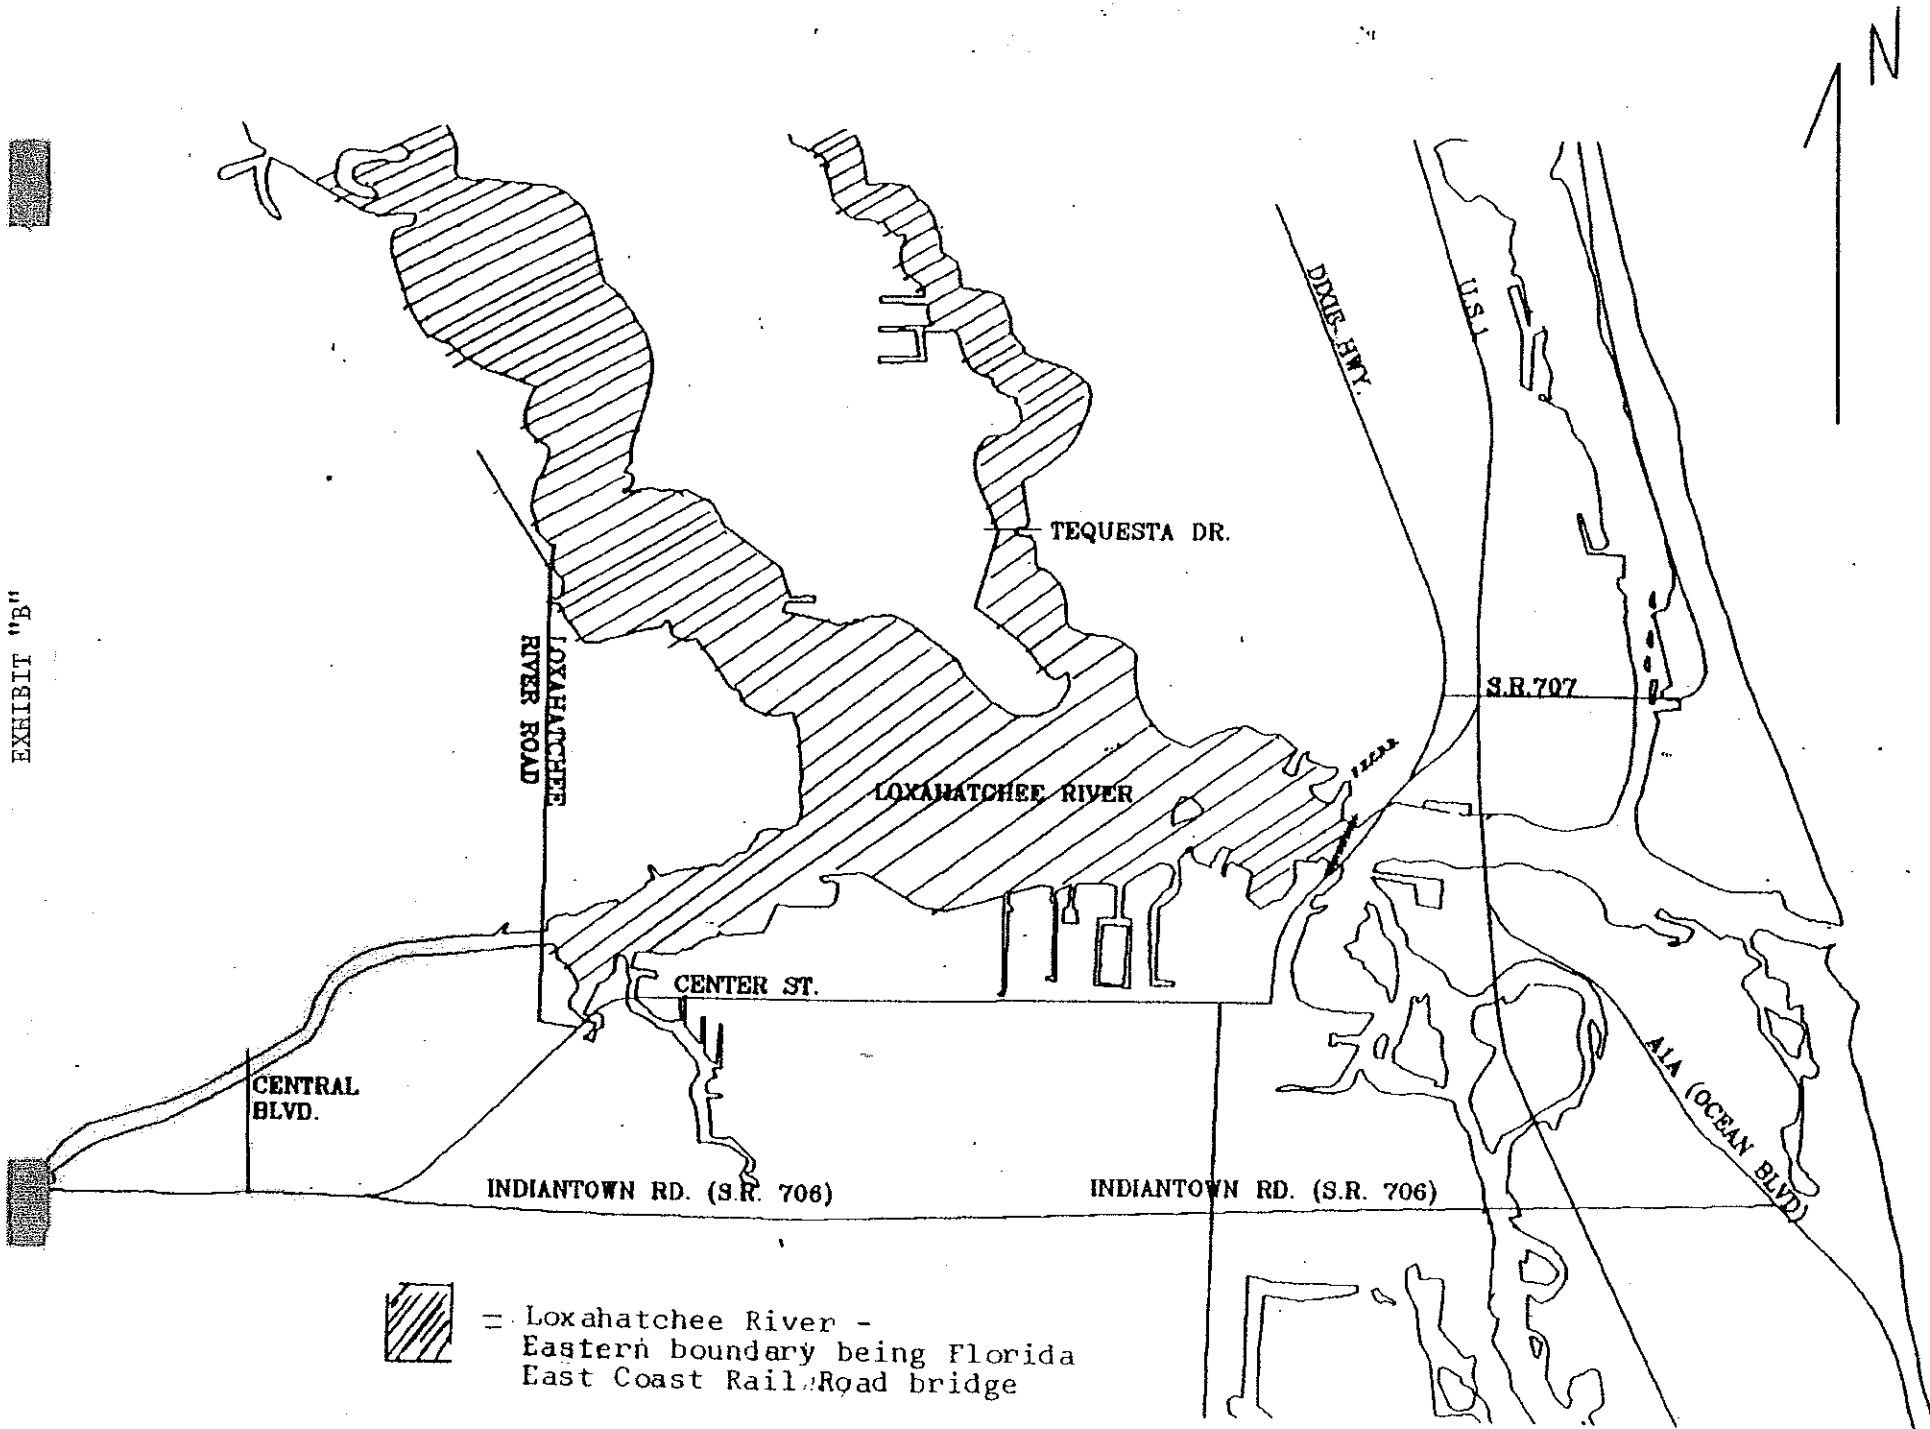 N
EXHIBIT "B"
DIXIE HWY.
U.S.1
TEQUESTA DR.
LOXAHATCHEE
RIVER ROAD
S.R.707
F.E.C.R.R.
LOXAHATCHEE RIVER
CENTER ST.
CENTRAL
BLVD.
A1A (OCEAN BLVD)
INDIANTOWN RD. (S.R. 706)
INDIANTOWN RD. (S.R. 706)
= Loxahatchee River -
Eastern boundary being Florida
East Coast Rail Road bridge